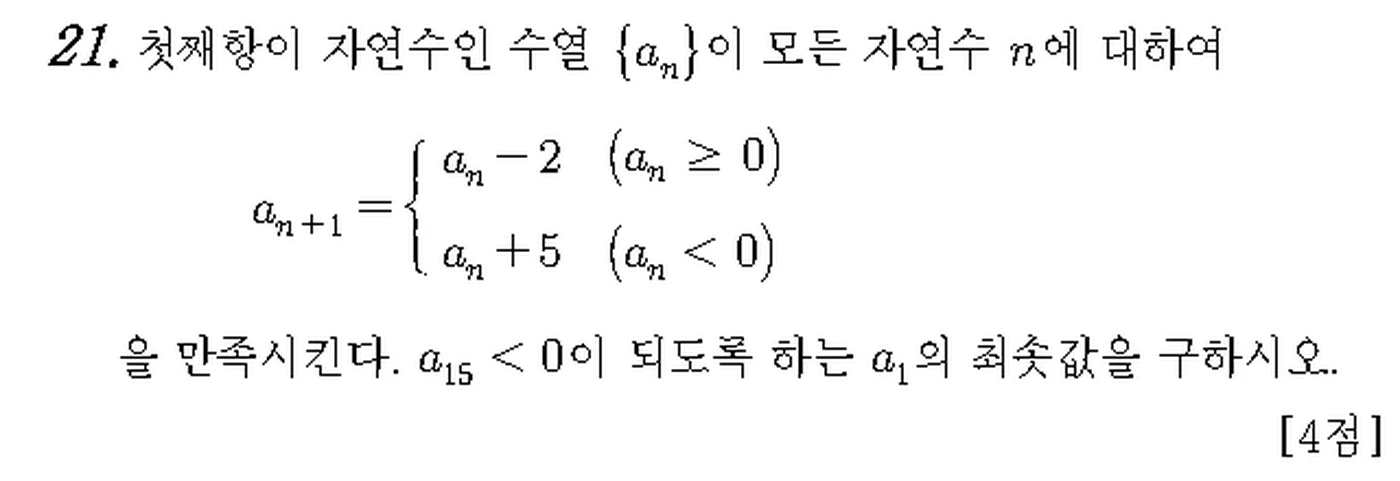 21. 첫째항이 자연수인 수열 {aₙ}이 모든 자연수 n에 대하여
aₙ₊₁ = { aₙ − 2 (aₙ ≥ 0)
aₙ + 5 (aₙ < 0)
을 만족시킨다. a₁₅ < 0이 되도록 하는 a₁의 최솟값을 구하시오.
[4점]